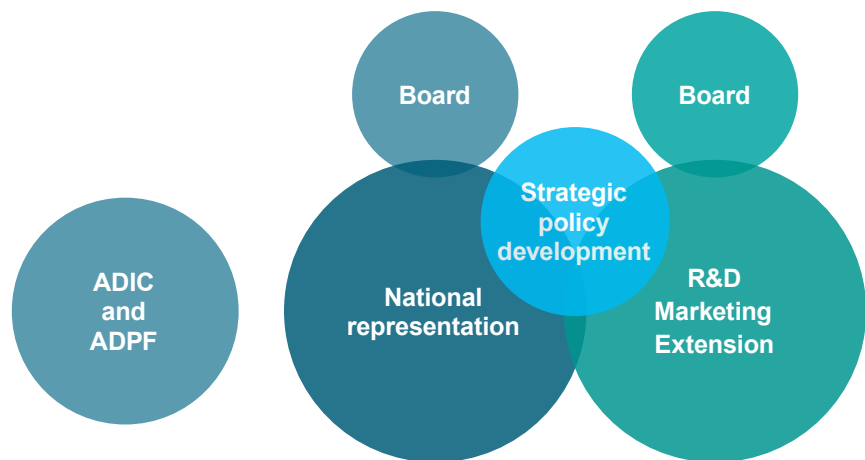 Board
Board
Strategic
policy
development
ADIC
and
ADPF
National
representation
R&D
Marketing
Extension